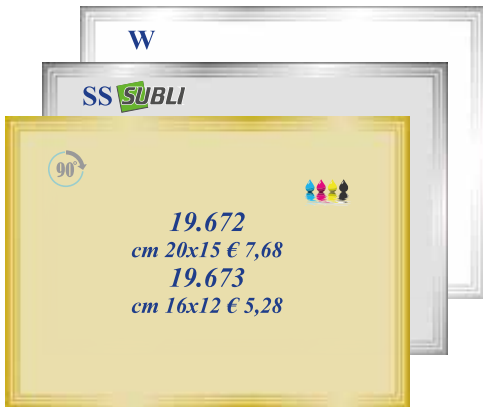 W
SS SUBLI
90°
19.672
cm 20x15 € 7,68
19.673
cm 16x12 € 5,28